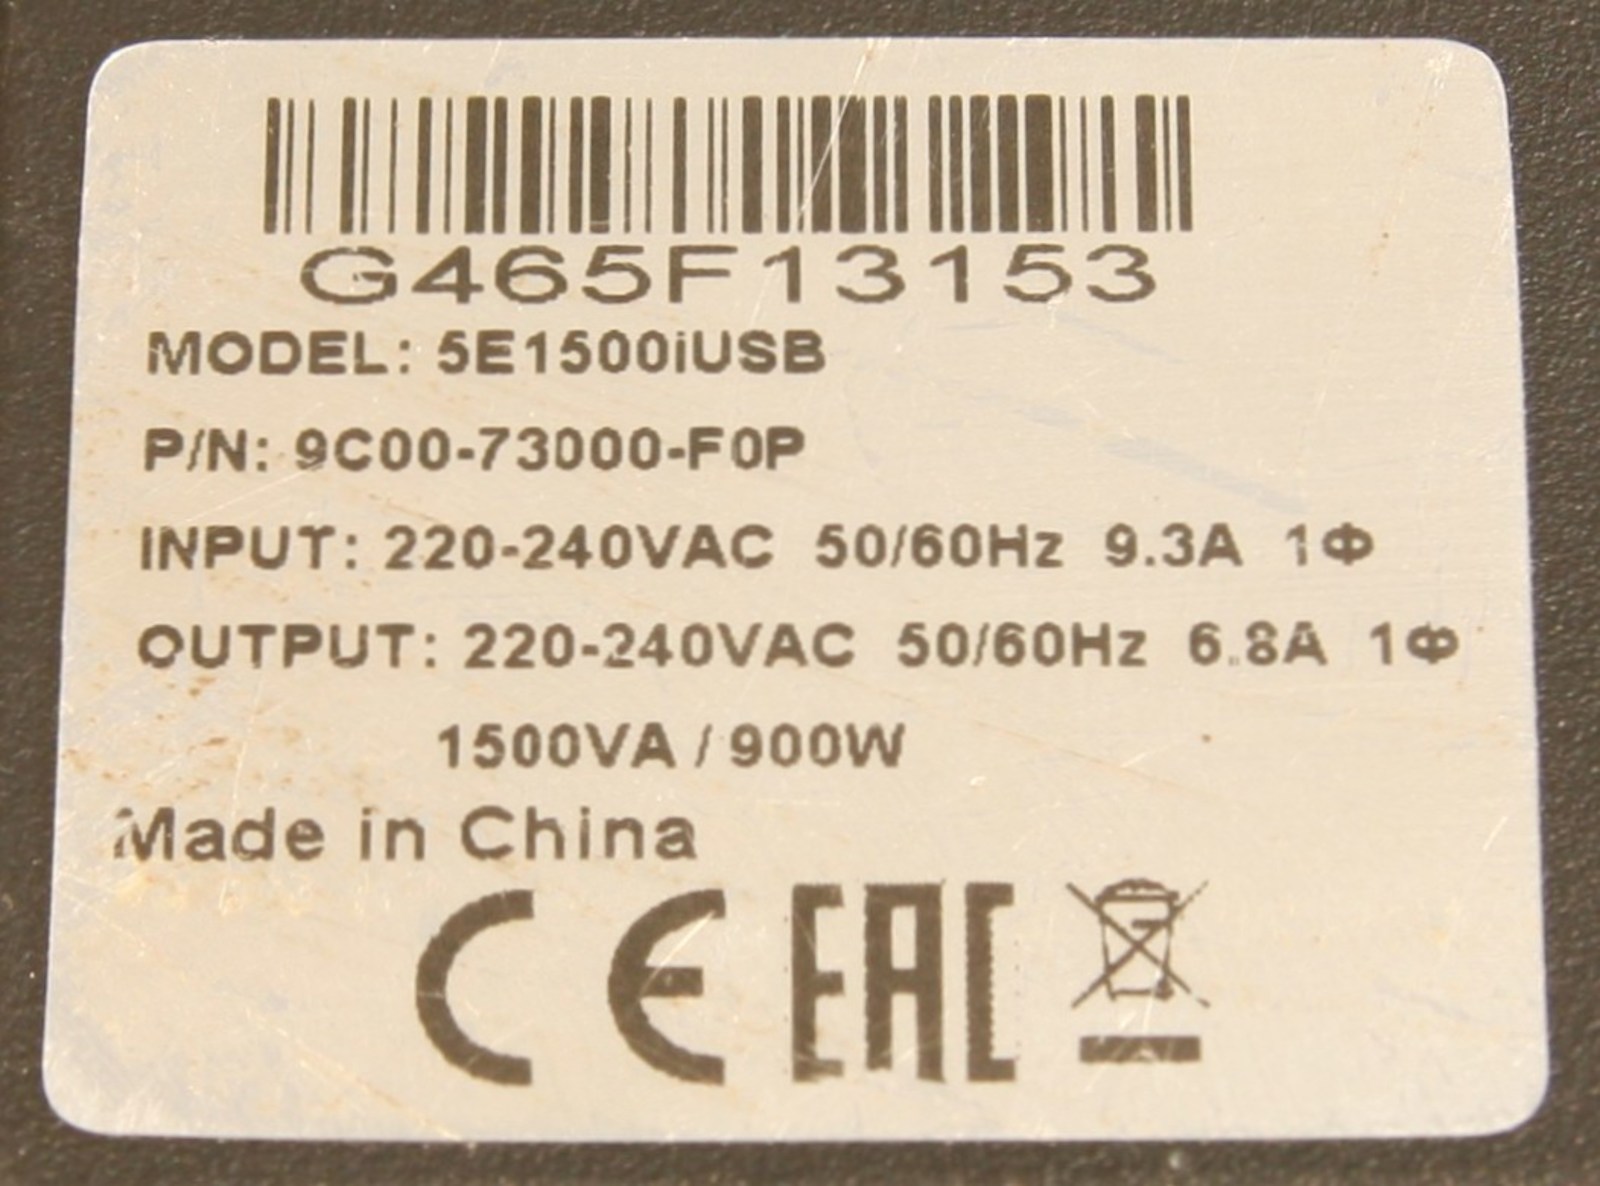 G465F13153
MODEL: 5E1500iUSB
P/N: 9C00-73000-F0P
INPUT: 220-240VAC 50/60Hz 9.3A 1Φ
OUTPUT: 220-240VAC 50/60Hz 6.8A 1Φ
1500VA / 900W
Made in China
CE EAC